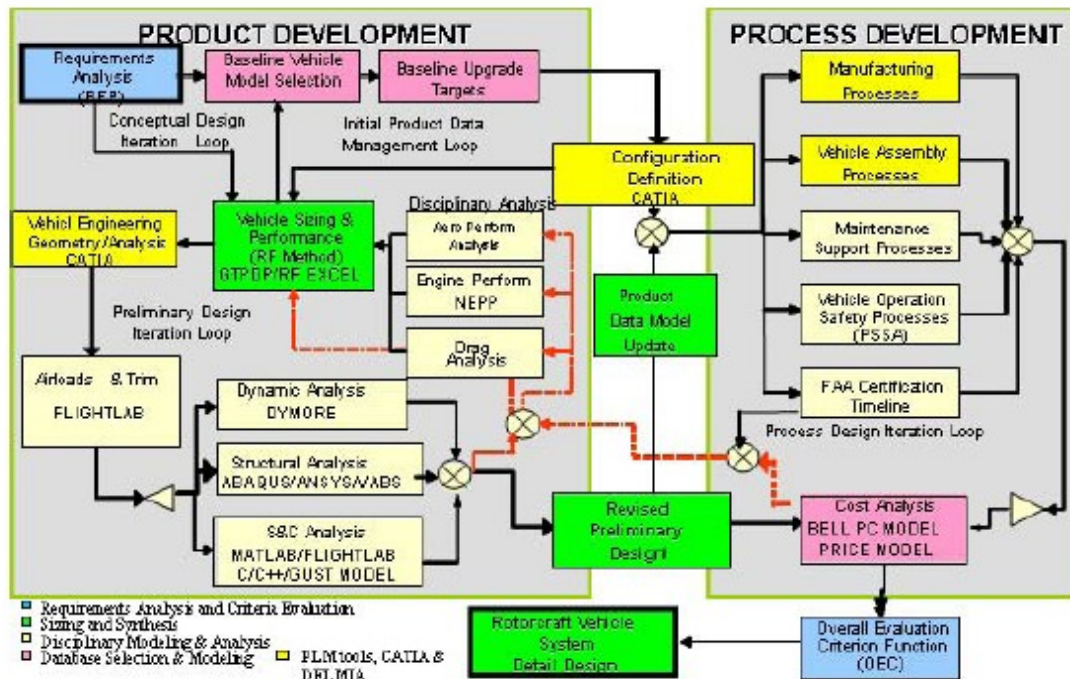 PRODUCT DEVELOPMENT
Requirements
Analysis
(RFP)
Baseline Vehicle
Model Selection
Baseline Upgrade
Targets
Conceptual Design
Iteration Loop
Initial Product Data
Management Loop
Configuration
Definition
CATIA
Vehicl Engineering
Geometry/Analysis
CATIA
Vehicle Sizing &
Performance
(RF Method)
GTPDP/RF EXCEL
Disciplinary Analysis
Aero Perform
Analysis
Engine Perform
NEPP
Drag
Analysis
Product
Data Model
Update
Preliminary Design
Iteration Loop
Airloads & Trim
FLIGHTLAB
Dynamic Analysis
DYMORE
Structural Analysis
ABAQUS/ANSYS/VABS
S&C Analysis
MATLAB/FLIGHTLAB
C/C++/GUST MODEL
Revised
Preliminary
Design
PROCESS DEVELOPMENT
Manufacturing
Processes
Vehicle Assembly
Processes
Maintenance
Support Processes
Vehicle Operation
Safety Processes
(PSSA)
FAA Certification
Timeline
Process Design Iteration Loop
Cost Analysis
BELL PC MODEL
PRICE MODEL
Overall Evaluation
Criterion Function
(OEC)
Rotorcraft Vehicle
System
Detail Design
Requirements Analysis and Criteria Evaluation
Sizing and Synthesis
Disciplinary Modeling & Analysis
Database Selection & Modeling
PLM tools, CATIA &
DELMIA